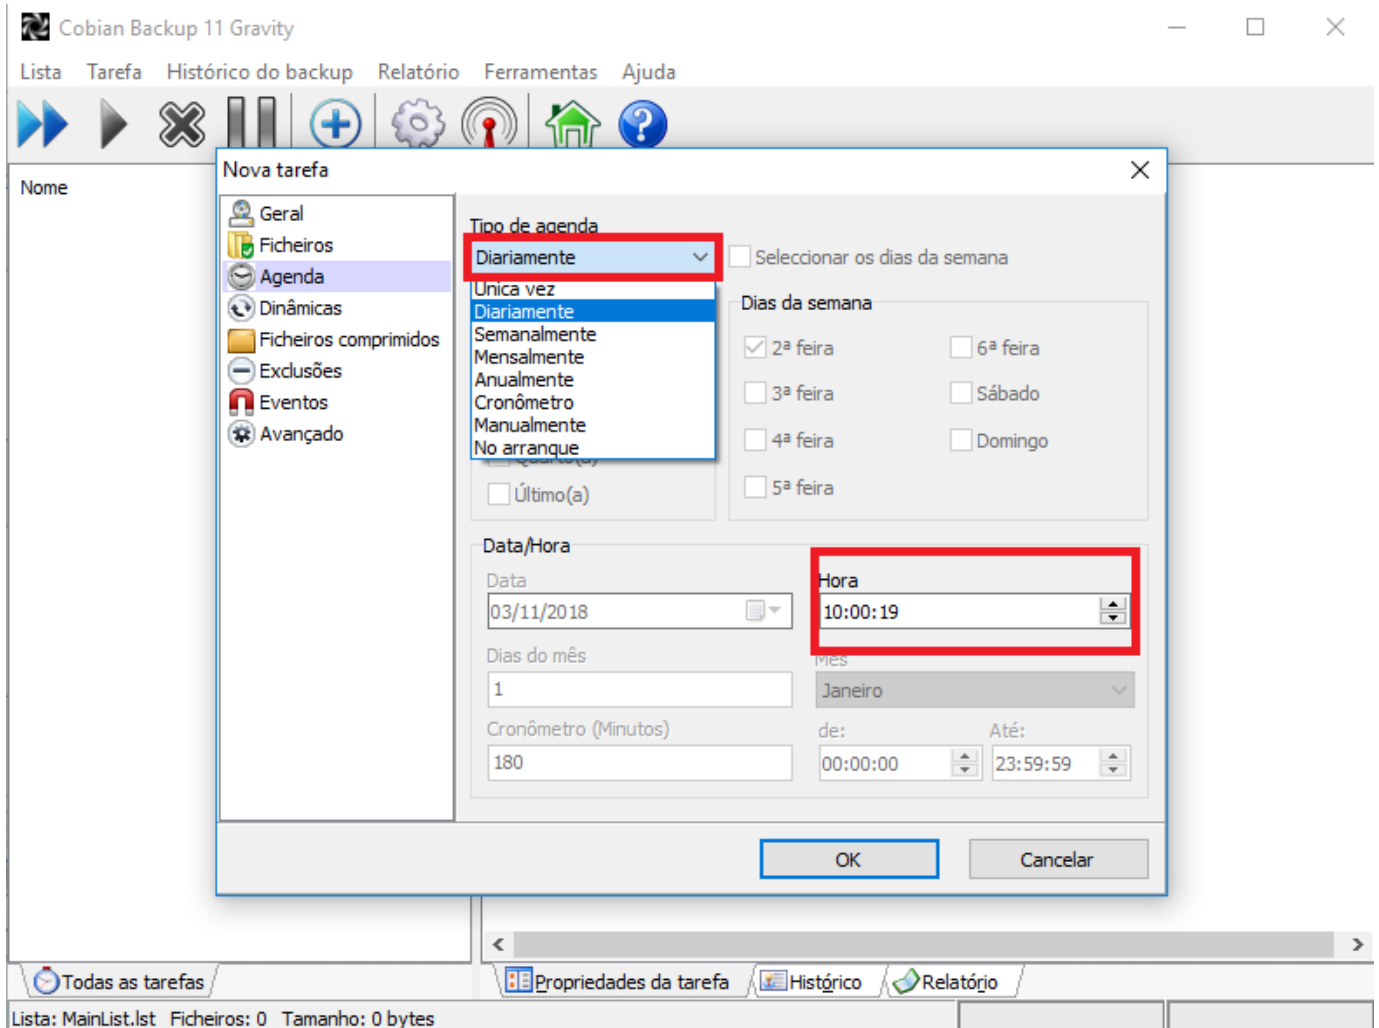 Cobian Backup 11 Gravity
Lista Tarefa Histórico do backup Relatório Ferramentas Ajuda
Nome
Nova tarefa
Geral
Ficheiros
Agenda
Dinâmicas
Ficheiros comprimidos
Exclusões
Eventos
Avançado
Tipo de agenda
Diariamente
Seleccionar os dias da semana
Única vez
Diariamente
Semanalmente
Mensalmente
Anualmente
Cronômetro
Manualmente
No arranque
Quarto(a)
Último(a)
Dias da semana
2ª feira
6ª feira
3ª feira
Sábado
4ª feira
Domingo
5ª feira
Data/Hora
Data
Hora
03/11/2018
10:00:19
Dias do mês
Mês
1
Janeiro
Cronômetro (Minutos)
de:
Até:
180
00:00:00
23:59:59
OK
Cancelar
Todas as tarefas
Propriedades da tarefa
Histórico
Relatório
Lista: MainList.lst Ficheiros: 0 Tamanho: 0 bytes